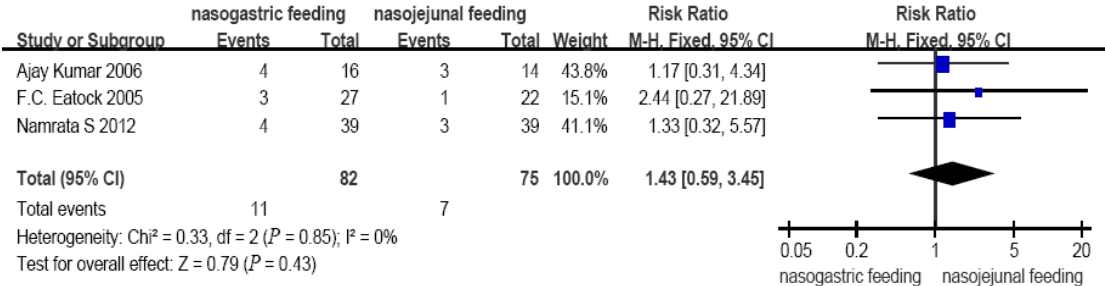 nasogastric feeding nasojejunal feeding Risk Ratio Risk Ratio
Study or Subgroup Events Total Events Total Weight M-H. Fixed. 95% CI M-H. Fixed. 95% CI
Ajay Kumar 2006 4 16 3 14 43.8% 1.17 [0.31, 4.34]
F.C. Eatock 2005 3 27 1 22 15.1% 2.44 [0.27, 21.89]
Namrata S 2012 4 39 3 39 41.1% 1.33 [0.32, 5.57]
Total (95% CI) 82 75 100.0% 1.43 [0.59, 3.45]
Total events 11 7
Heterogeneity: Chi² = 0.33, df = 2 (P = 0.85); I² = 0%
Test for overall effect: Z = 0.79 (P = 0.43)
0.05 0.2 1 5 20
nasogastric feeding nasojejunal feeding